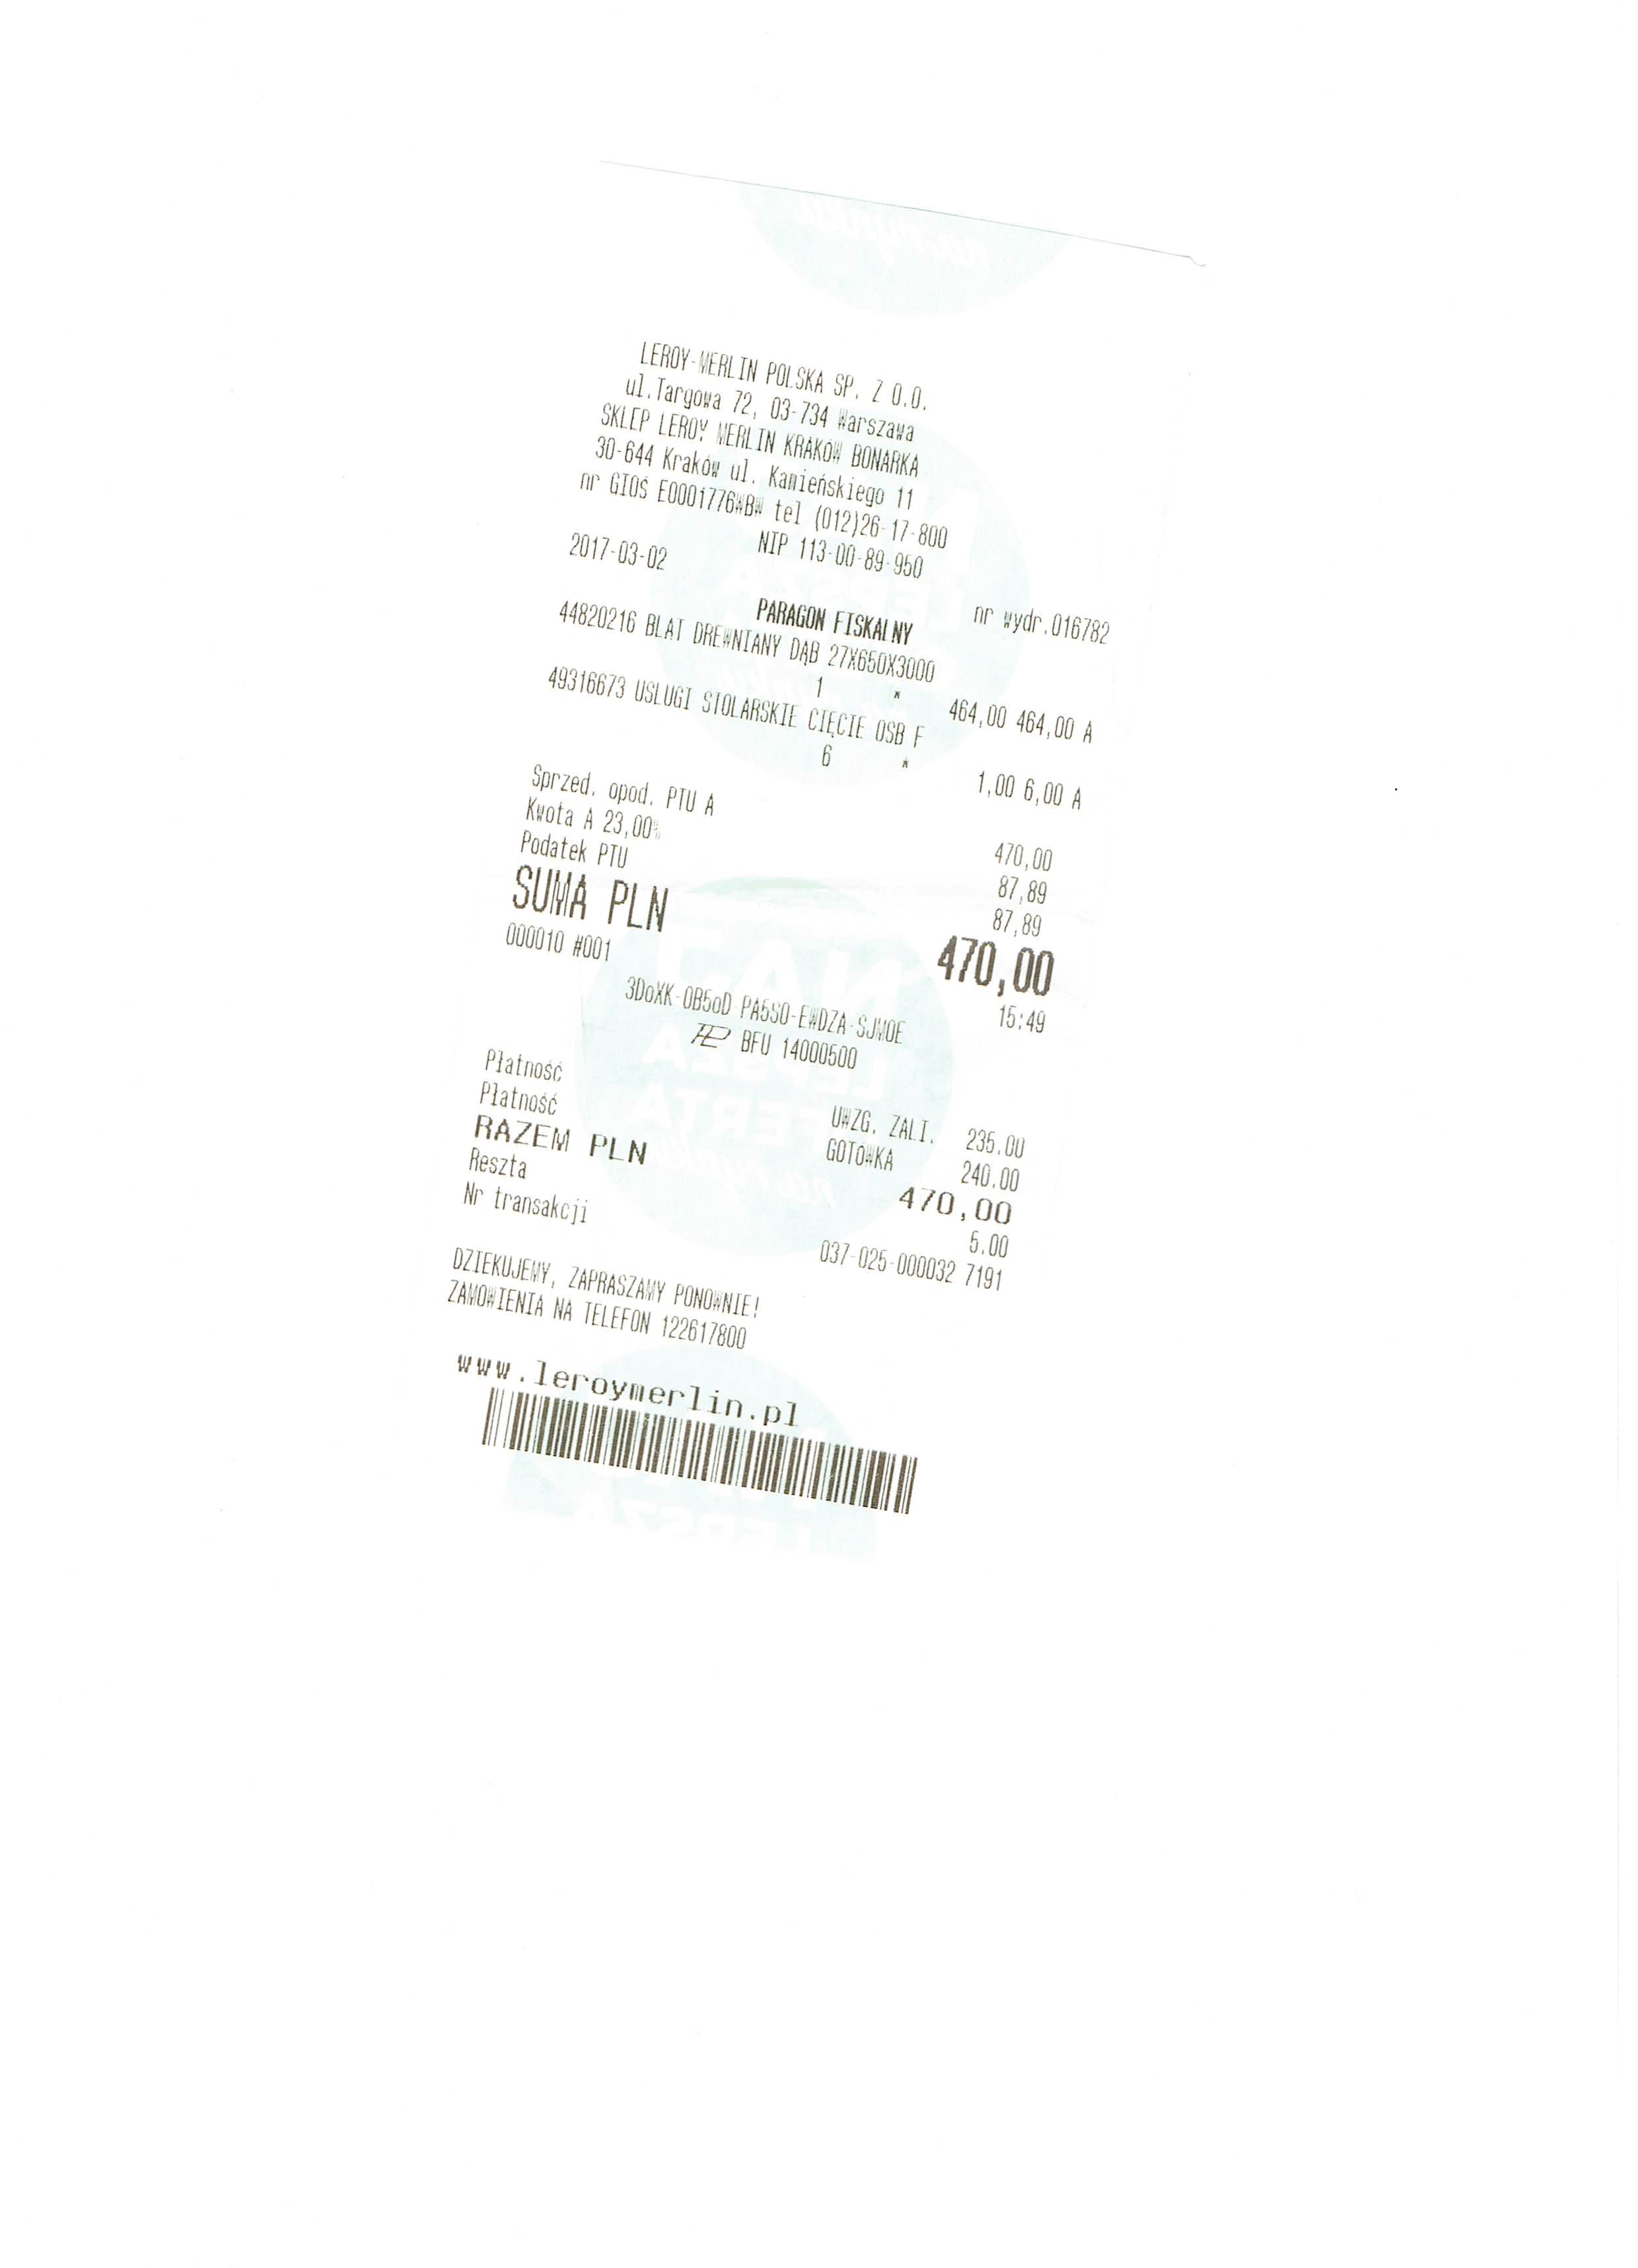 LEROY-MERLIN POLSKA SP. Z O.O.
ul.Targowa 72, 03-734 Warszawa
SKLEP LEROY MERLIN KRAKÓW BONARKA
30-644 Kraków ul. Kamieńskiego 11
nr GIOŚ E0001776WBW tel (012)26-17-800
NIP 113-00-89-950
2017-03-02 nr wydr.016782
PARAGON FISKALNY
44820216 BLAT DREWNIANY DĄB 27X650X3000
1 * 464,00 464,00 A
49316673 USLUGI STOLARSKIE CIĘCIE OSB F
6 * 1,00 6,00 A
Sprzed. opod. PTU A 470,00
Kwota A 23,00% 87,89
Podatek PTU 87,89
SUMA PLN 470,00
000010 #001 15:49
3DoXK-OB5oD-PA5SO-EWDZA-SJMOE
BFU 14000500
Płatność UWZG. ZALI. 235.00
Płatność GOTÓWKA 240.00
RAZEM PLN 470,00
Reszta 5.00
Nr transakcji 037-025-000032 7191
DZIEKUJEMY, ZAPRASZAMY PONOWNIE!
ZAMOWIENIA NA TELEFON 122617800
www.leroymerlin.pl